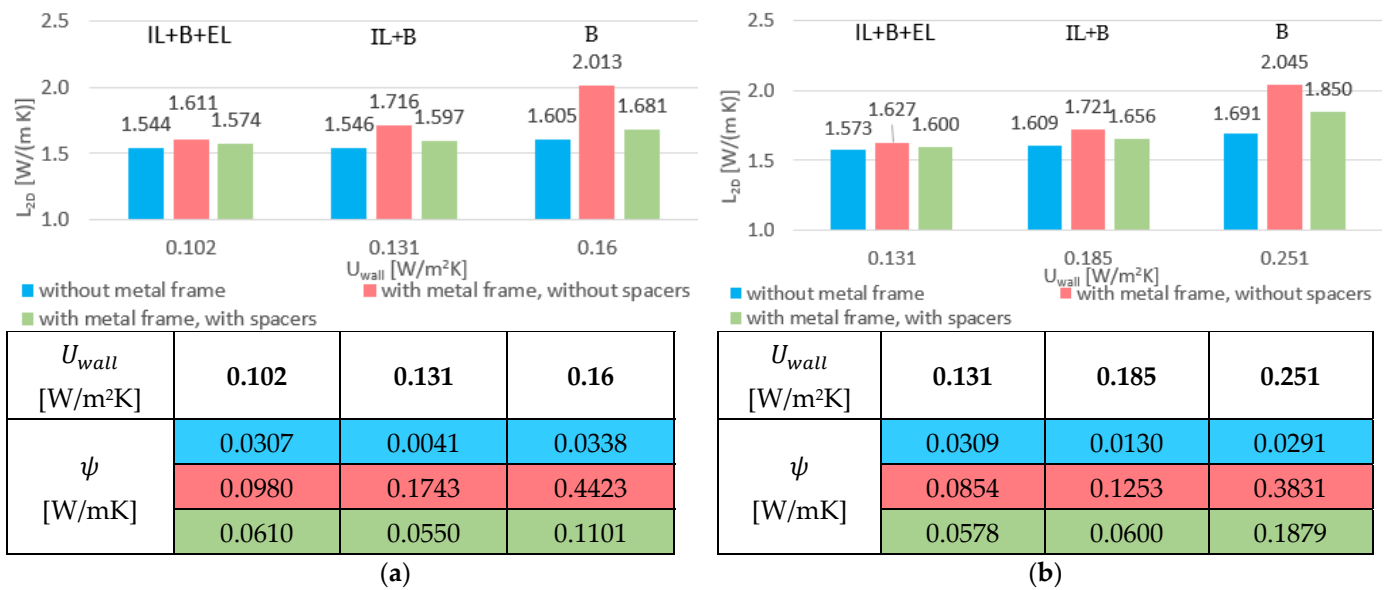 IL+B+EL
IL+B
B
2.5
2.0
1.5
1.0
L2D [W/(m K)]
1.544
1.611
1.574
1.546
1.716
1.597
1.605
2.013
1.681
0.102
0.131
0.16
Uwall [W/m²K]
without metal frame
with metal frame, without spacers
with metal frame, with spacers
Uwall
[W/m²K]
0.102 0.131 0.16
ψ
[W/mK]
0.0307 0.0041 0.0338
0.0980 0.1743 0.4423
0.0610 0.0550 0.1101
(a)
IL+B+EL
IL+B
B
2.5
2.0
1.5
1.0
L2D [W/(m K)]
1.573
1.627
1.600
1.609
1.721
1.656
1.691
2.045
1.850
0.131
0.185
0.251
Uwall [W/m²K]
without metal frame
with metal frame, without spacers
with metal frame, with spacers
Uwall
[W/m²K]
0.131 0.185 0.251
ψ
[W/mK]
0.0309 0.0130 0.0291
0.0854 0.1253 0.3831
0.0578 0.0600 0.1879
(b)